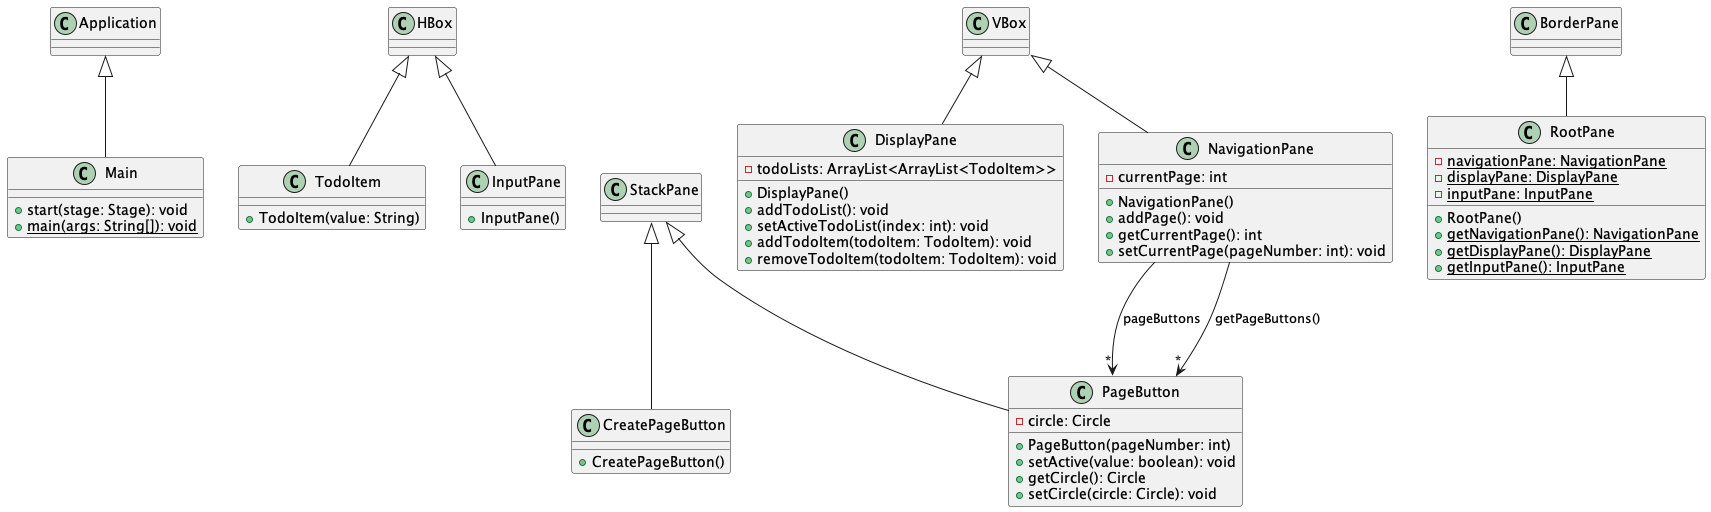 C Application
C HBox
C VBox
C BorderPane
C Main
start(stage: Stage): void
main(args: String[]): void
C TodoItem
TodoItem(value: String)
C InputPane
InputPane()
C StackPane
C DisplayPane
todoLists: ArrayList<ArrayList<TodoItem>>
DisplayPane()
addTodoList(): void
setActiveTodoList(index: int): void
addTodoItem(todoItem: TodoItem): void
removeTodoItem(todoItem: TodoItem): void
C NavigationPane
currentPage: int
NavigationPane()
addPage(): void
getCurrentPage(): int
setCurrentPage(pageNumber: int): void
C RootPane
navigationPane: NavigationPane
displayPane: DisplayPane
inputPane: InputPane
RootPane()
getNavigationPane(): NavigationPane
getDisplayPane(): DisplayPane
getInputPane(): InputPane
pageButtons
getPageButtons()
*
*
C CreatePageButton
CreatePageButton()
C PageButton
circle: Circle
PageButton(pageNumber: int)
setActive(value: boolean): void
getCircle(): Circle
setCircle(circle: Circle): void